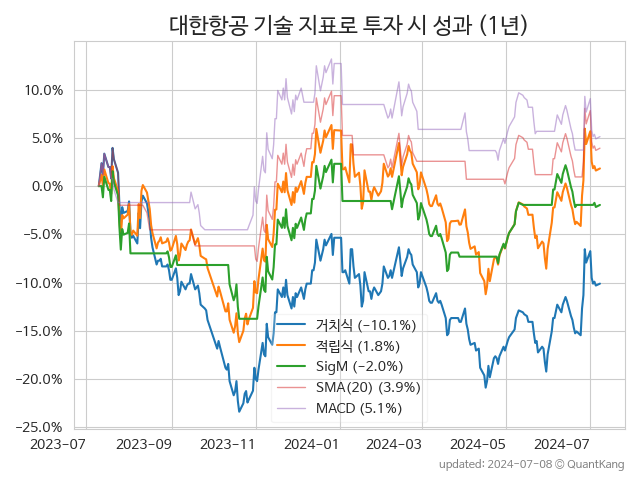 대한항공 기술 지표로 투자 시 성과 (1년)
10.0%
5.0%
0.0%
−5.0%
−10.0%
−15.0%
−20.0%
−25.0%
거치식 (−10.1%)
적립식 (1.8%)
SigM (−2.0%)
SMA(20) (3.9%)
MACD (5.1%)
2023-07 2023-09 2023-11 2024-01 2024-03 2024-05 2024-07
updated: 2024-07-08 ⓒ QuantKang